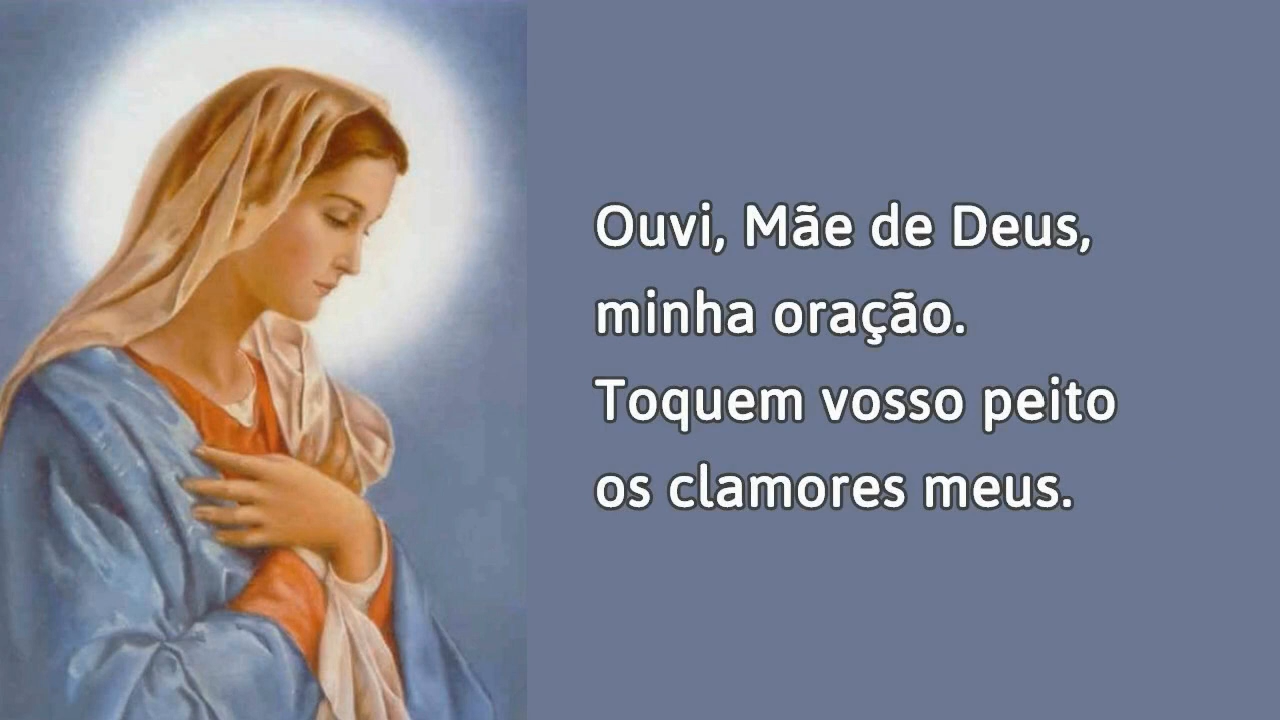 Ouvi, Mãe de Deus,
minha oração.
Toquem vosso peito
os clamores meus.